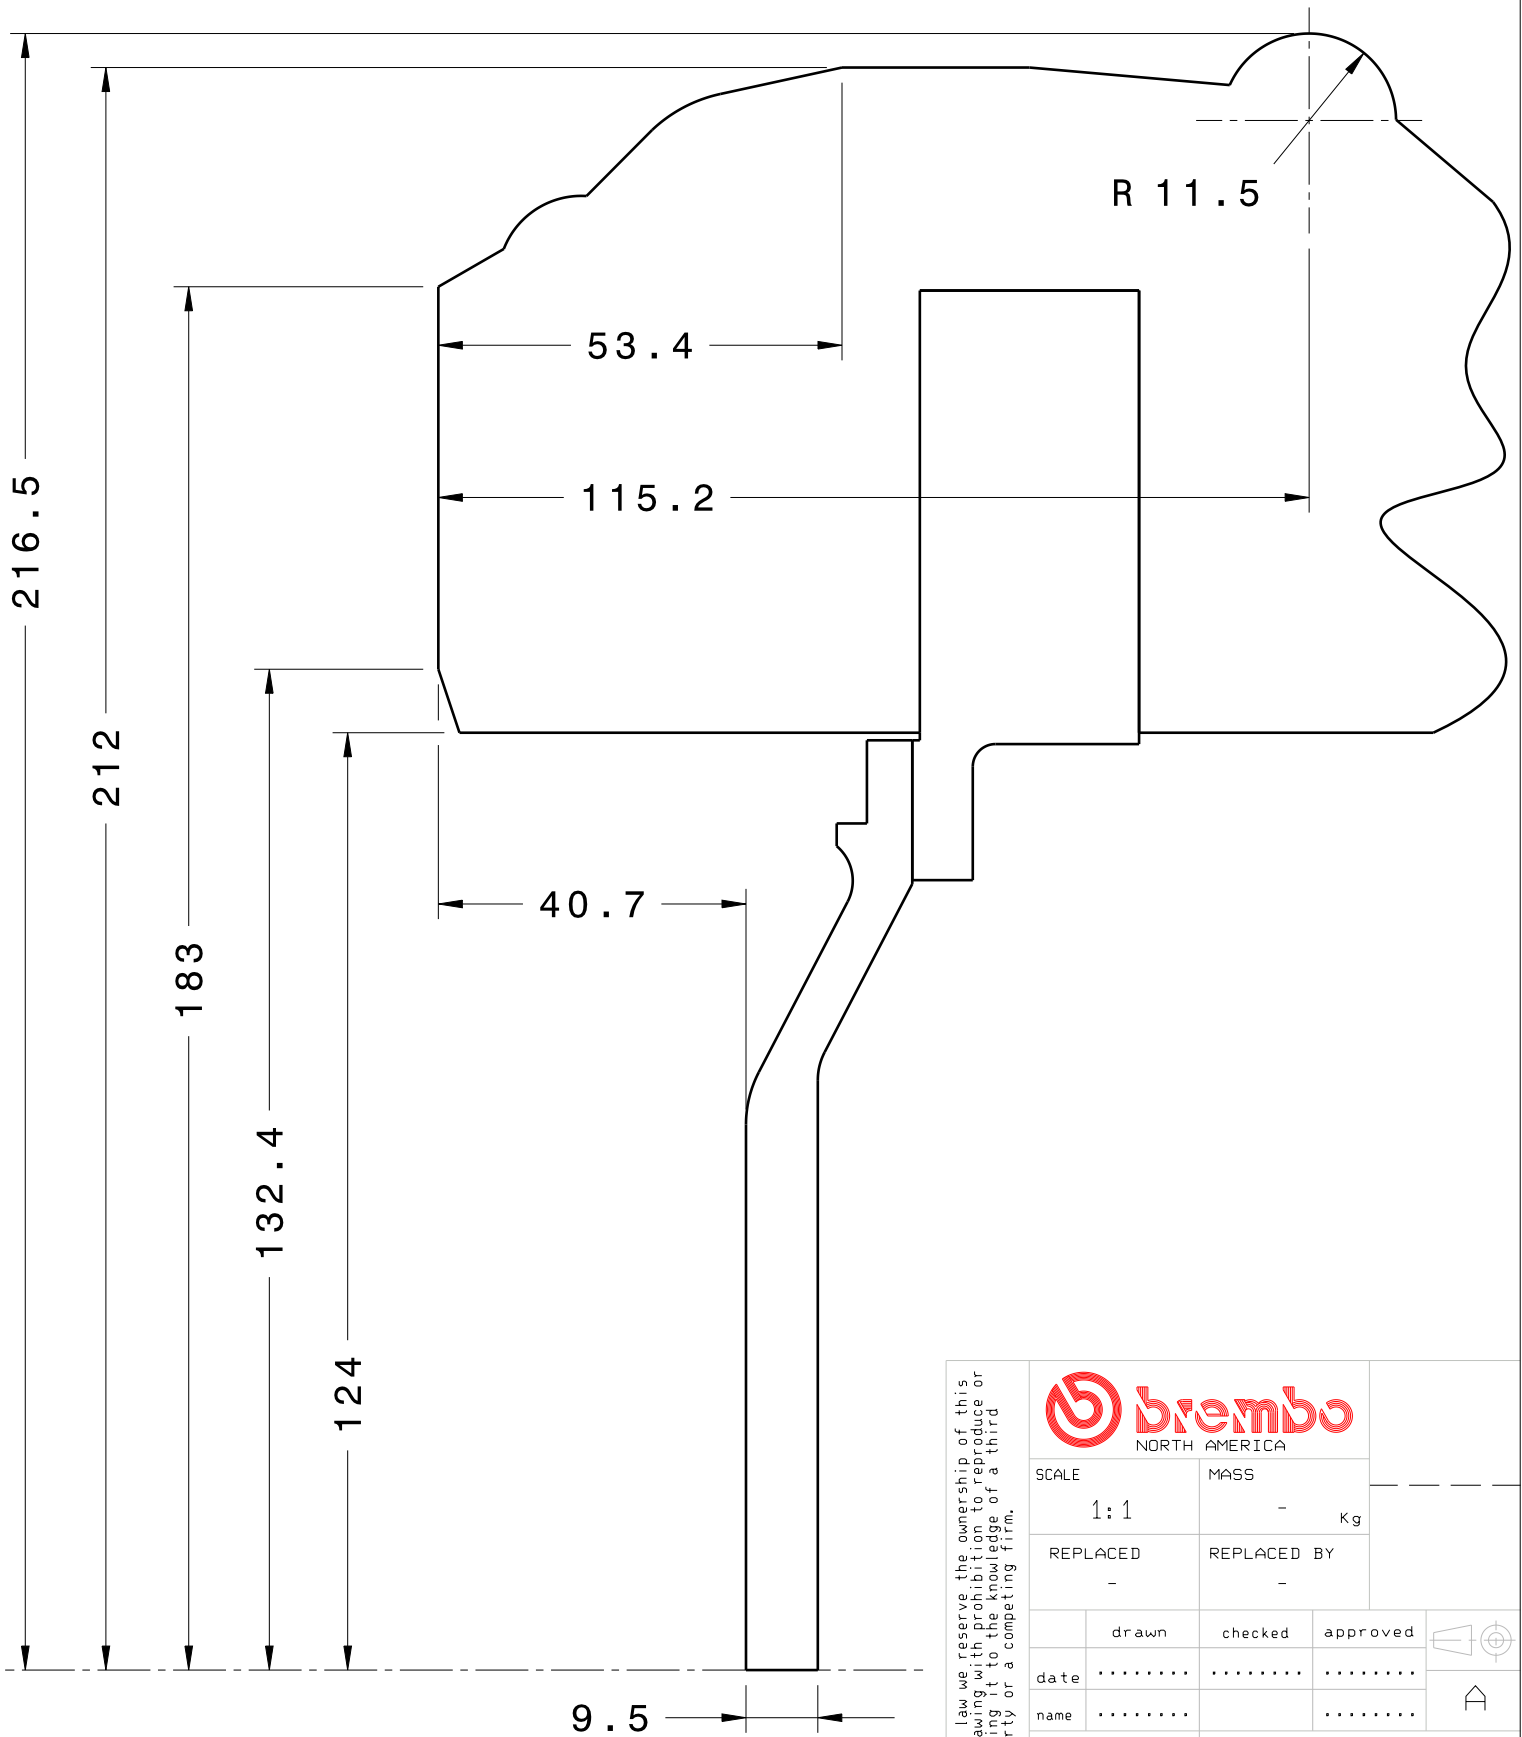 R 11.5
53.4
115.2
216.5
212
40.7
183
132.4
124
9.5
law we reserve the ownership of this
awing with prohibition to reproduce or
ing it to the knowledge of a third
rty or a competing firm.
brembo
NORTH AMERICA
SCALE MASS
1:1 - Kg
REPLACED REPLACED BY
- -
drawn checked approved
date ........ ........ ........
name ........ ........
A